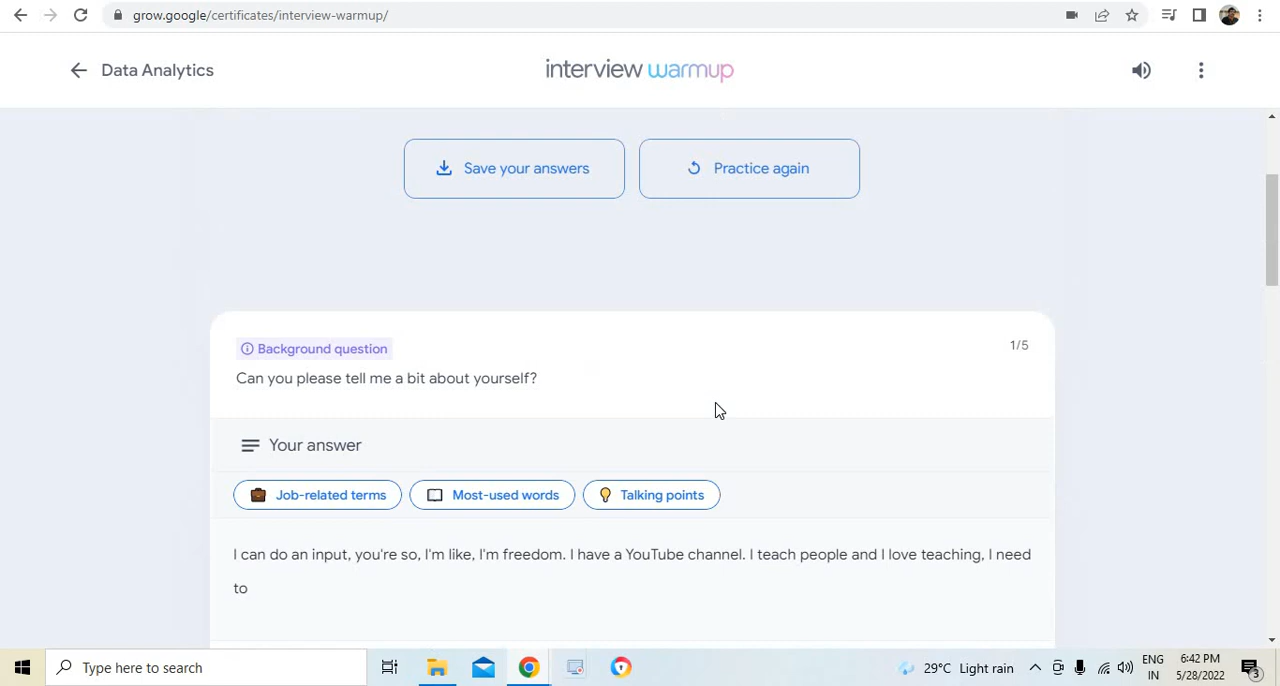 grow.google/certificates/interview-warmup/
Data Analytics
interview warmup
Save your answers
Practice again
Background question
1/5
Can you please tell me a bit about yourself?
Your answer
Job-related terms
Most-used words
Talking points
I can do an input, you're so, I'm like, I'm freedom. I have a YouTube channel. I teach people and I love teaching, I need
to
Type here to search
29°C Light rain
ENG
IN
6:42 PM
5/28/2022
3